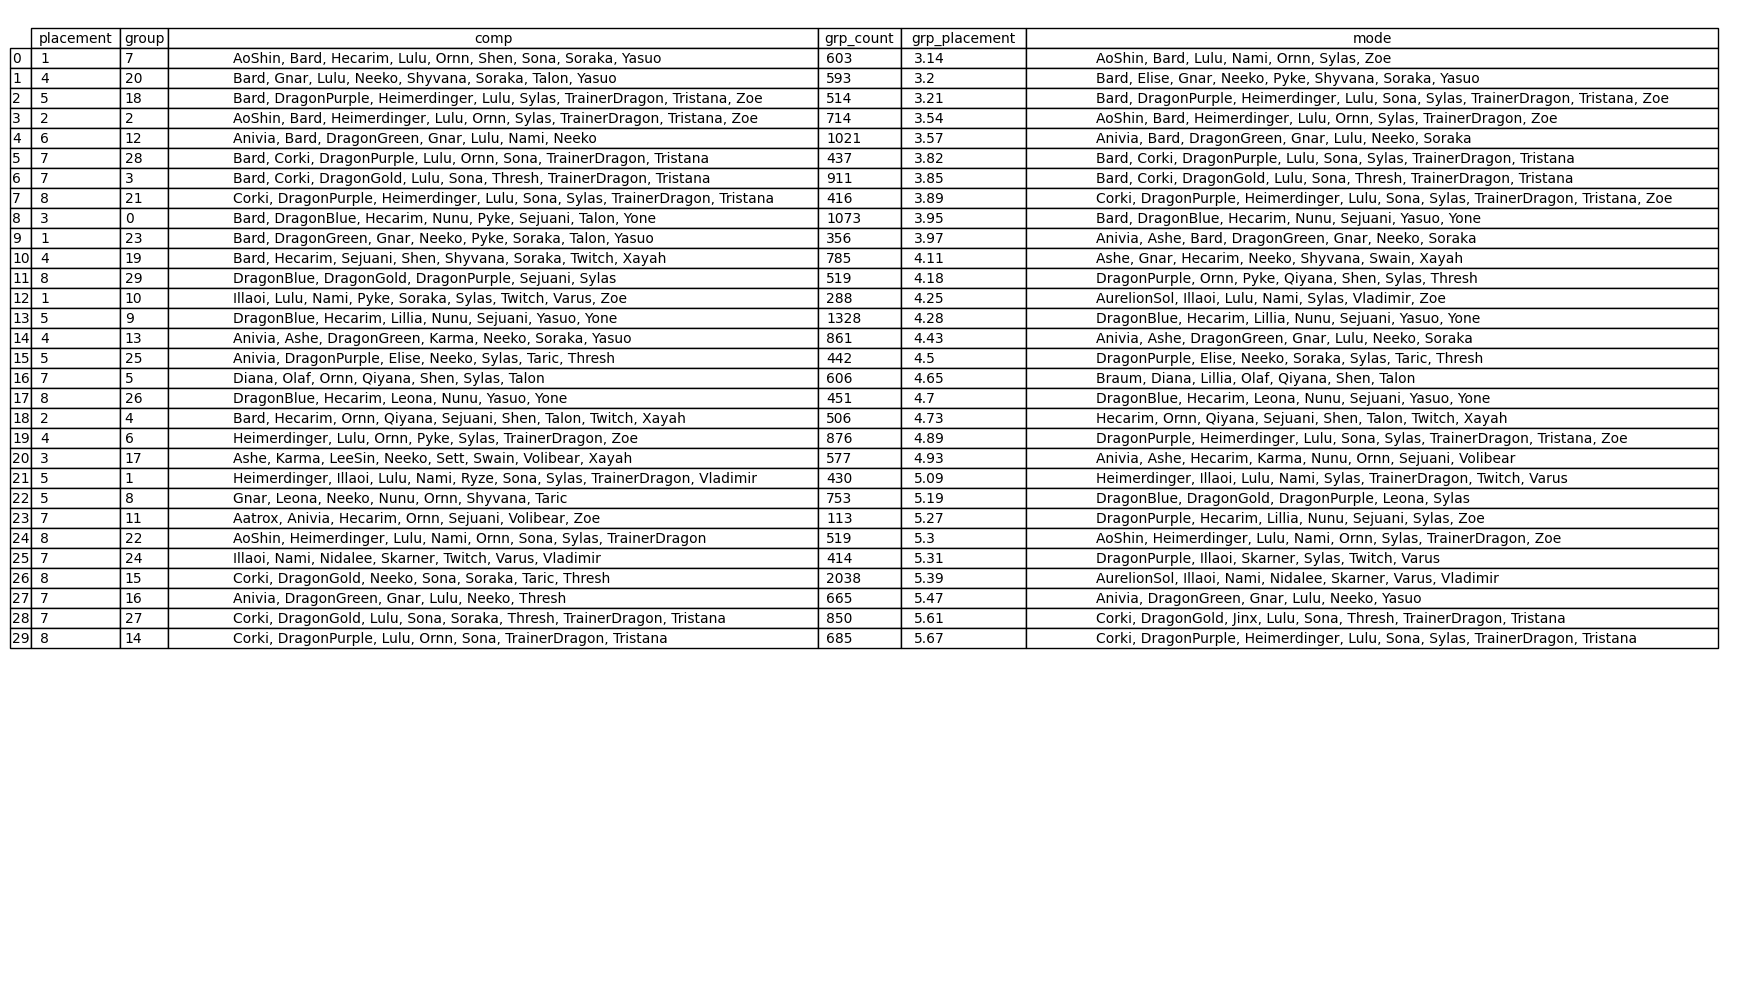 placement group comp grp_count grp_placement mode
0 1 7 AoShin, Bard, Hecarim, Lulu, Ornn, Shen, Sona, Soraka, Yasuo 603 3.14 AoShin, Bard, Lulu, Nami, Ornn, Sylas, Zoe
1 4 20 Bard, Gnar, Lulu, Neeko, Shyvana, Soraka, Talon, Yasuo 593 3.2 Bard, Elise, Gnar, Neeko, Pyke, Shyvana, Soraka, Yasuo
2 5 18 Bard, DragonPurple, Heimerdinger, Lulu, Sylas, TrainerDragon, Tristana, Zoe 514 3.21 Bard, DragonPurple, Heimerdinger, Lulu, Sona, Sylas, TrainerDragon, Tristana, Zoe
3 2 2 AoShin, Bard, Heimerdinger, Lulu, Ornn, Sylas, TrainerDragon, Tristana, Zoe 714 3.54 AoShin, Bard, Heimerdinger, Lulu, Ornn, Sylas, TrainerDragon, Zoe
4 6 12 Anivia, Bard, DragonGreen, Gnar, Lulu, Nami, Neeko 1021 3.57 Anivia, Bard, DragonGreen, Gnar, Lulu, Neeko, Soraka
5 7 28 Bard, Corki, DragonPurple, Lulu, Ornn, Sona, TrainerDragon, Tristana 437 3.82 Bard, Corki, DragonPurple, Lulu, Sona, Sylas, TrainerDragon, Tristana
6 7 3 Bard, Corki, DragonGold, Lulu, Sona, Thresh, TrainerDragon, Tristana 911 3.85 Bard, Corki, DragonGold, Lulu, Sona, Thresh, TrainerDragon, Tristana
7 8 21 Corki, DragonPurple, Heimerdinger, Lulu, Sona, Sylas, TrainerDragon, Tristana 416 3.89 Corki, DragonPurple, Heimerdinger, Lulu, Sona, Sylas, TrainerDragon, Tristana, Zoe
8 3 0 Bard, DragonBlue, Hecarim, Nunu, Pyke, Sejuani, Talon, Yone 1073 3.95 Bard, DragonBlue, Hecarim, Nunu, Sejuani, Yasuo, Yone
9 1 23 Bard, DragonGreen, Gnar, Neeko, Pyke, Soraka, Talon, Yasuo 356 3.97 Anivia, Ashe, Bard, DragonGreen, Gnar, Neeko, Soraka
10 4 19 Bard, Hecarim, Sejuani, Shen, Shyvana, Soraka, Twitch, Xayah 785 4.11 Ashe, Gnar, Hecarim, Neeko, Shyvana, Swain, Xayah
11 8 29 DragonBlue, DragonGold, DragonPurple, Sejuani, Sylas 519 4.18 DragonPurple, Ornn, Pyke, Qiyana, Shen, Sylas, Thresh
12 1 10 Illaoi, Lulu, Nami, Pyke, Soraka, Sylas, Twitch, Varus, Zoe 288 4.25 AurelionSol, Illaoi, Lulu, Nami, Sylas, Vladimir, Zoe
13 5 9 DragonBlue, Hecarim, Lillia, Nunu, Sejuani, Yasuo, Yone 1328 4.28 DragonBlue, Hecarim, Lillia, Nunu, Sejuani, Yasuo, Yone
14 4 13 Anivia, Ashe, DragonGreen, Karma, Neeko, Soraka, Yasuo 861 4.43 Anivia, Ashe, DragonGreen, Gnar, Lulu, Neeko, Soraka
15 5 25 Anivia, DragonPurple, Elise, Neeko, Sylas, Taric, Thresh 442 4.5 DragonPurple, Elise, Neeko, Soraka, Sylas, Taric, Thresh
16 7 5 Diana, Olaf, Ornn, Qiyana, Shen, Sylas, Talon 606 4.65 Braum, Diana, Lillia, Olaf, Qiyana, Shen, Talon
17 8 26 DragonBlue, Hecarim, Leona, Nunu, Yasuo, Yone 451 4.7 DragonBlue, Hecarim, Leona, Nunu, Sejuani, Yasuo, Yone
18 2 4 Bard, Hecarim, Ornn, Qiyana, Sejuani, Shen, Talon, Twitch, Xayah 506 4.73 Hecarim, Ornn, Qiyana, Sejuani, Shen, Talon, Twitch, Xayah
19 4 6 Heimerdinger, Lulu, Ornn, Pyke, Sylas, TrainerDragon, Zoe 876 4.89 DragonPurple, Heimerdinger, Lulu, Sona, Sylas, TrainerDragon, Tristana, Zoe
20 3 17 Ashe, Karma, LeeSin, Neeko, Sett, Swain, Volibear, Xayah 577 4.93 Anivia, Ashe, Hecarim, Karma, Nunu, Ornn, Sejuani, Volibear
21 5 1 Heimerdinger, Illaoi, Lulu, Nami, Ryze, Sona, Sylas, TrainerDragon, Vladimir 430 5.09 Heimerdinger, Illaoi, Lulu, Nami, Sylas, TrainerDragon, Twitch, Varus
22 5 8 Gnar, Leona, Neeko, Nunu, Ornn, Shyvana, Taric 753 5.19 DragonBlue, DragonGold, DragonPurple, Leona, Sylas
23 7 11 Aatrox, Anivia, Hecarim, Ornn, Sejuani, Volibear, Zoe 113 5.27 DragonPurple, Hecarim, Lillia, Nunu, Sejuani, Sylas, Zoe
24 8 22 AoShin, Heimerdinger, Lulu, Nami, Ornn, Sona, Sylas, TrainerDragon 519 5.3 AoShin, Heimerdinger, Lulu, Nami, Ornn, Sylas, TrainerDragon, Zoe
25 7 24 Illaoi, Nami, Nidalee, Skarner, Twitch, Varus, Vladimir 414 5.31 DragonPurple, Illaoi, Skarner, Sylas, Twitch, Varus
26 8 15 Corki, DragonGold, Neeko, Sona, Soraka, Taric, Thresh 2038 5.39 AurelionSol, Illaoi, Nami, Nidalee, Skarner, Varus, Vladimir
27 7 16 Anivia, DragonGreen, Gnar, Lulu, Neeko, Thresh 665 5.47 Anivia, DragonGreen, Gnar, Lulu, Neeko, Yasuo
28 7 27 Corki, DragonGold, Lulu, Sona, Soraka, Thresh, TrainerDragon, Tristana 850 5.61 Corki, DragonGold, Jinx, Lulu, Sona, Thresh, TrainerDragon, Tristana
29 8 14 Corki, DragonPurple, Lulu, Ornn, Sona, TrainerDragon, Tristana 685 5.67 Corki, DragonPurple, Heimerdinger, Lulu, Sona, Sylas, TrainerDragon, Tristana